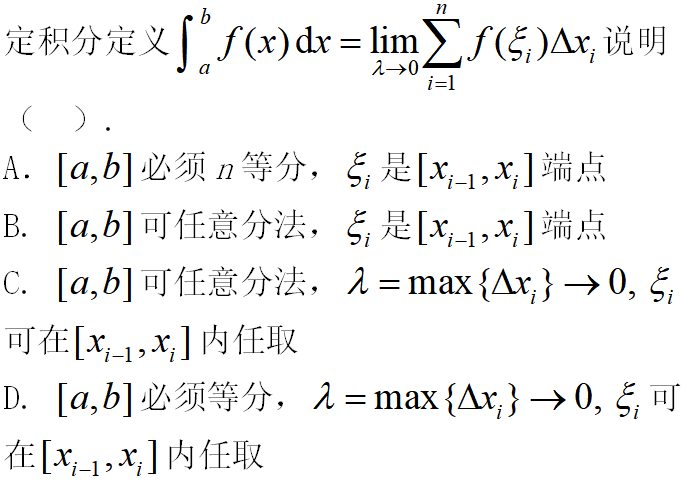 定积分定义$\int_{a}^{b} f(x)\,\mathrm{d}x = \lim_{\lambda \to 0} \sum_{i=1}^{n} f(\xi_i)\Delta x_i$说明
（　）.
A. $[a,b]$必须 n 等分，$\xi_i$是$[x_{i-1},x_i]$端点
B. $[a,b]$可任意分法，$\xi_i$是$[x_{i-1},x_i]$端点
C. $[a,b]$可任意分法，$\lambda = \max\{\Delta x_i\} \to 0$, $\xi_i$
可在$[x_{i-1},x_i]$内任取
D. $[a,b]$必须等分，$\lambda = \max\{\Delta x_i\} \to 0$, $\xi_i$可
在$[x_{i-1},x_i]$内任取